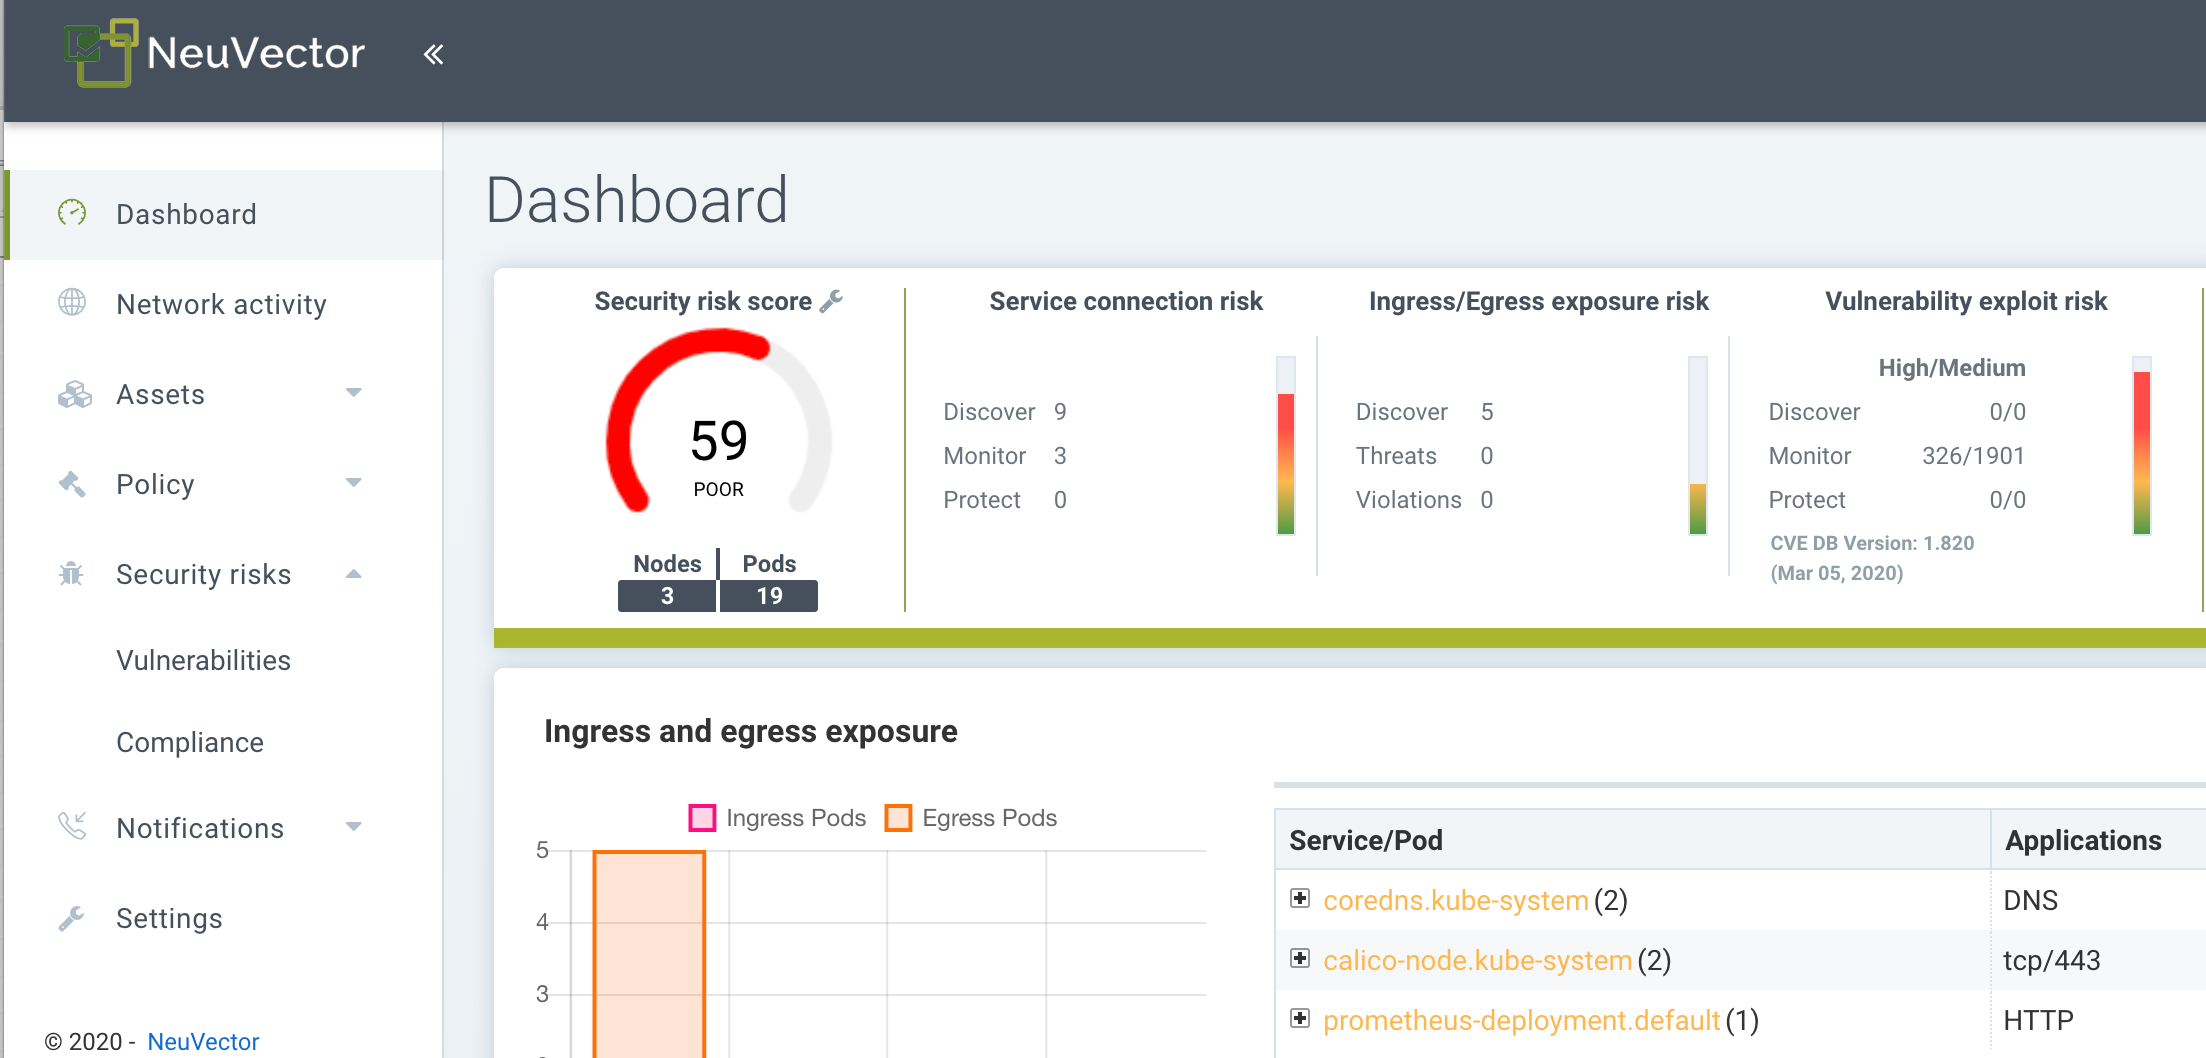 NeuVector «
Dashboard
Network activity
Assets
Policy
Security risks
Vulnerabilities
Compliance
Notifications
Settings
© 2020 - NeuVector
Dashboard
Security risk score
59
POOR
Nodes Pods
3 19
Service connection risk
Discover 9
Monitor 3
Protect 0
Ingress/Egress exposure risk
Discover 5
Threats 0
Violations 0
Vulnerability exploit risk
High/Medium
Discover 0/0
Monitor 326/1901
Protect 0/0
CVE DB Version: 1.820
(Mar 05, 2020)
Ingress and egress exposure
Ingress Pods Egress Pods
5
4
3
Service/Pod Applications
coredns.kube-system (2) DNS
calico-node.kube-system (2) tcp/443
prometheus-deployment.default (1) HTTP